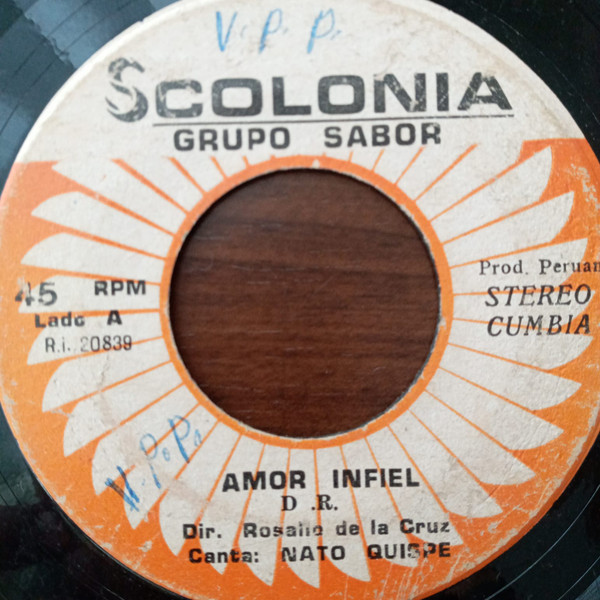 V. P. P.
SCOLONIA
GRUPO SABOR
45 RPM
Lado A
R.I. 20839
Prod. Peruan
STEREO
CUMBIA
V. P. P.
AMOR INFIEL
D .R.
Dir. Rosalio de la Cruz
Canta: NATO QUISPE